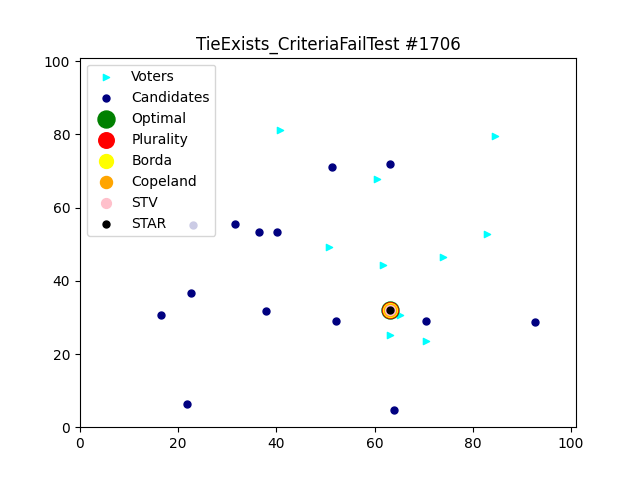 TieExists_CriteriaFailTest #1706
100
80
60
40
20
0
0 20 40 60 80 100
Voters
Candidates
Optimal
Plurality
Borda
Copeland
STV
STAR